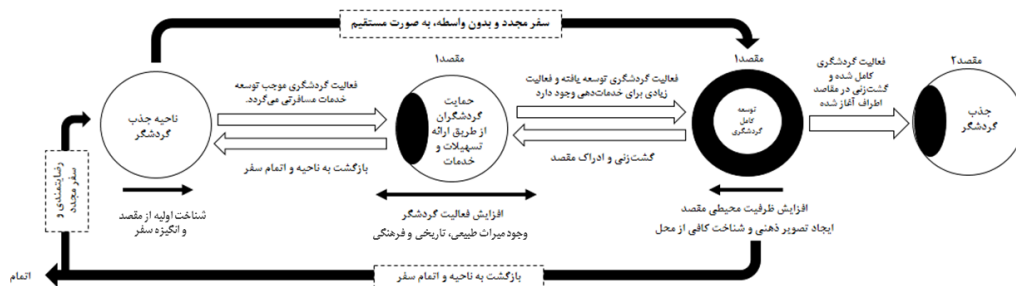 سفر مجدد و بدون واسطه، به صورت مستقیم
مقصد۱
مقصد۱
مقصد۲
ناحیه جذب
گردشگر
فعالیت گردشگری موجب توسعه
خدمات مسافرتی می‌گردد.
بازگشت به ناحیه و اتمام سفر
حمایت
گردشگران
از طریق ارائه
تسهیلات و
خدمات
فعالیت گردشگری توسعه یافته و فعالیت
زیادی برای خدمات‌دهی وجود دارد
گشت‌زنی و ادراک مقصد
توسعه
کامل
گردشگری
فعالیت گردشگری
کامل شده و
گشت‌زنی در مقاصد
اطراف آغاز شده
جذب
گردشگر
شناخت اولیه از مقصد
و انگیزه سفر
افزایش فعالیت گردشگر
وجود میراث طبیعی، تاریخی و فرهنگی
افزایش ظرفیت محیطی مقصد
ایجاد تصویر ذهنی و شناخت کافی از محل
رضایتمندی و
سفر مجدد
بازگشت به ناحیه و اتمام سفر
اتمام